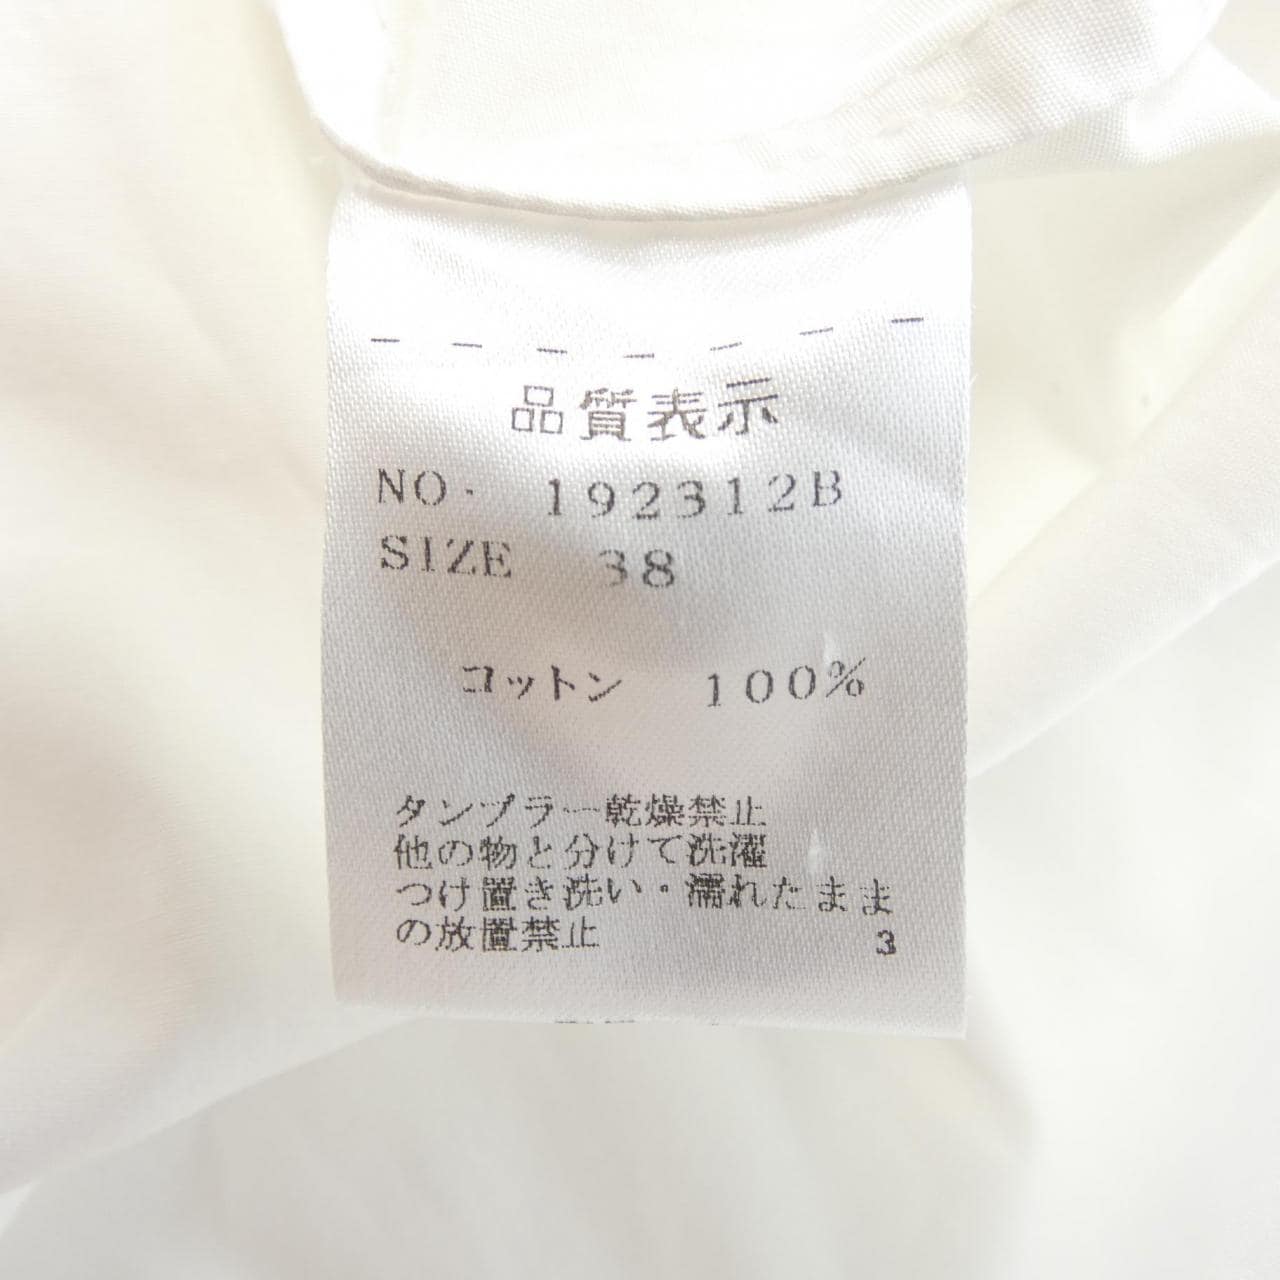 品質表示
NO. 192312B
SIZE 38
コットン 100%
タンブラー乾燥禁止
他の物と分けて洗濯
つけ置き洗い・濡れたまま
の放置禁止 3